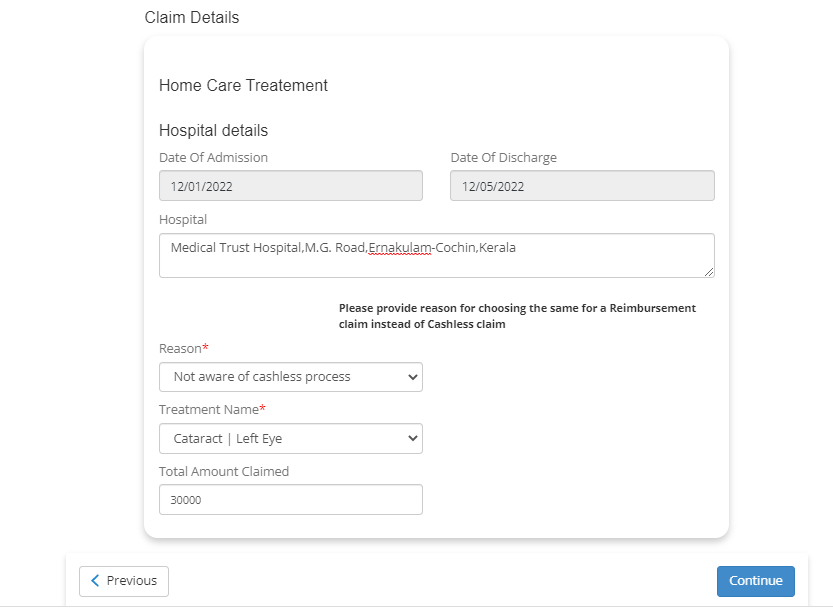 Claim Details
Home Care Treatement
Hospital details
Date Of Admission
Date Of Discharge
12/01/2022
12/05/2022
Hospital
Medical Trust Hospital,M.G. Road,Ernakulam-Cochin,Kerala
Please provide reason for choosing the same for a Reimbursement
claim instead of Cashless claim
Reason*
Not aware of cashless process
Treatment Name*
Cataract | Left Eye
Total Amount Claimed
30000
Previous
Continue